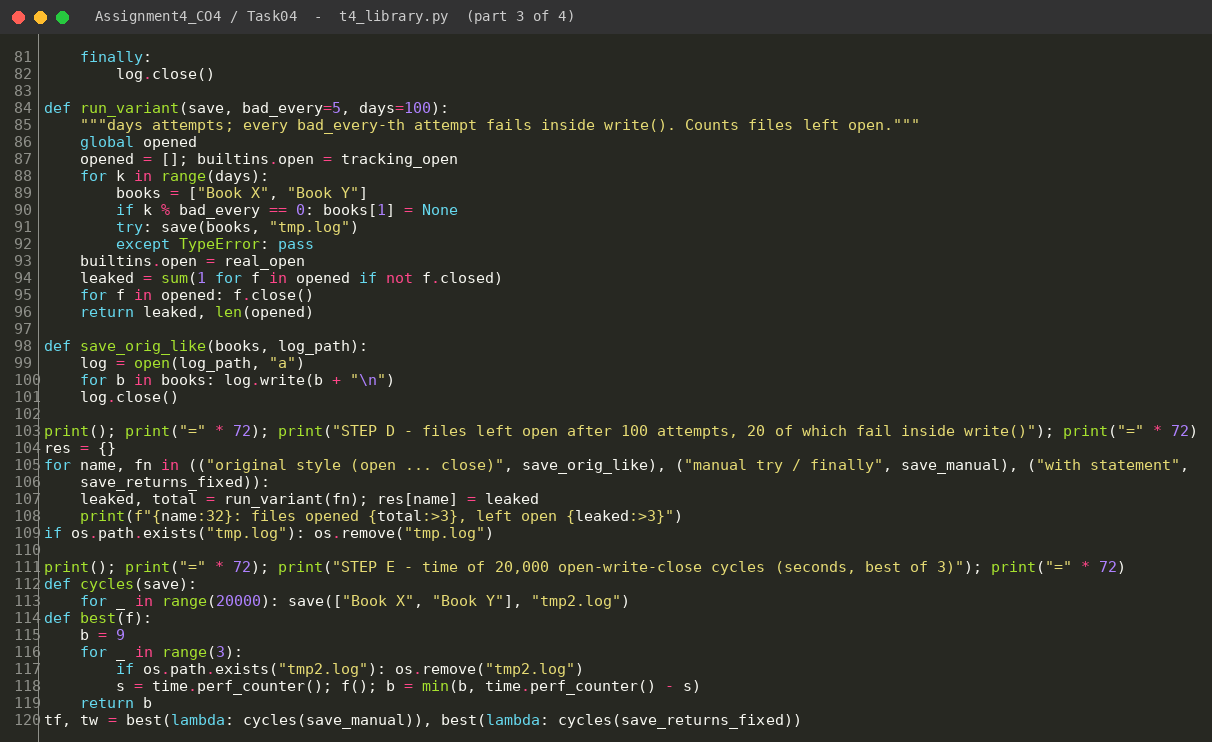 Assignment4_CO4 / Task04  -  t4_library.py  (part 3 of 4)
81     finally:
82         log.close()
83
84 def run_variant(save, bad_every=5, days=100):
85     """days attempts; every bad_every-th attempt fails inside write(). Counts files left open."""
86     global opened
87     opened = []; builtins.open = tracking_open
88     for k in range(days):
89         books = ["Book X", "Book Y"]
90         if k % bad_every == 0: books[1] = None
91         try: save(books, "tmp.log")
92         except TypeError: pass
93     builtins.open = real_open
94     leaked = sum(1 for f in opened if not f.closed)
95     for f in opened: f.close()
96     return leaked, len(opened)
97
98 def save_orig_like(books, log_path):
99     log = open(log_path, "a")
100     for b in books: log.write(b + "\n")
101     log.close()
102
103 print(); print("=" * 72); print("STEP D - files left open after 100 attempts, 20 of which fail inside write()"); print("=" * 72)
104 res = {}
105 for name, fn in (("original style (open ... close)", save_orig_like), ("manual try / finally", save_manual), ("with statement",
106     save_returns_fixed)):
107     leaked, total = run_variant(fn); res[name] = leaked
108     print(f"{name:32}: files opened {total:>3}, left open {leaked:>3}")
109 if os.path.exists("tmp.log"): os.remove("tmp.log")
110
111 print(); print("=" * 72); print("STEP E - time of 20,000 open-write-close cycles (seconds, best of 3)"); print("=" * 72)
112 def cycles(save):
113     for _ in range(20000): save(["Book X", "Book Y"], "tmp2.log")
114 def best(f):
115     b = 9
116     for _ in range(3):
117         if os.path.exists("tmp2.log"): os.remove("tmp2.log")
118         s = time.perf_counter(); f(); b = min(b, time.perf_counter() - s)
119     return b
120 tf, tw = best(lambda: cycles(save_manual)), best(lambda: cycles(save_returns_fixed))